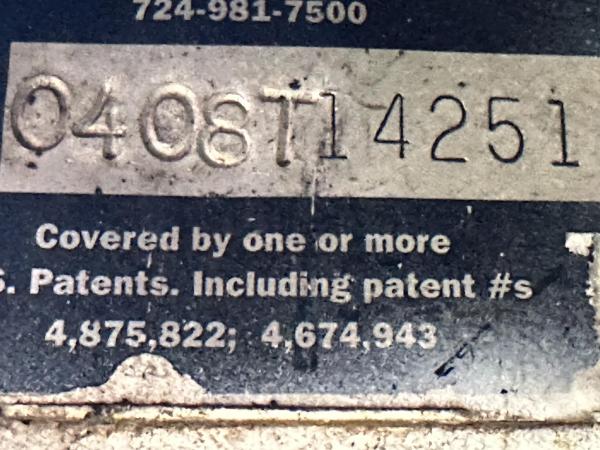 724-981-7500
0408T14251
Covered by one or more
S. Patents. Including patent #s
4,875,822; 4,674,943